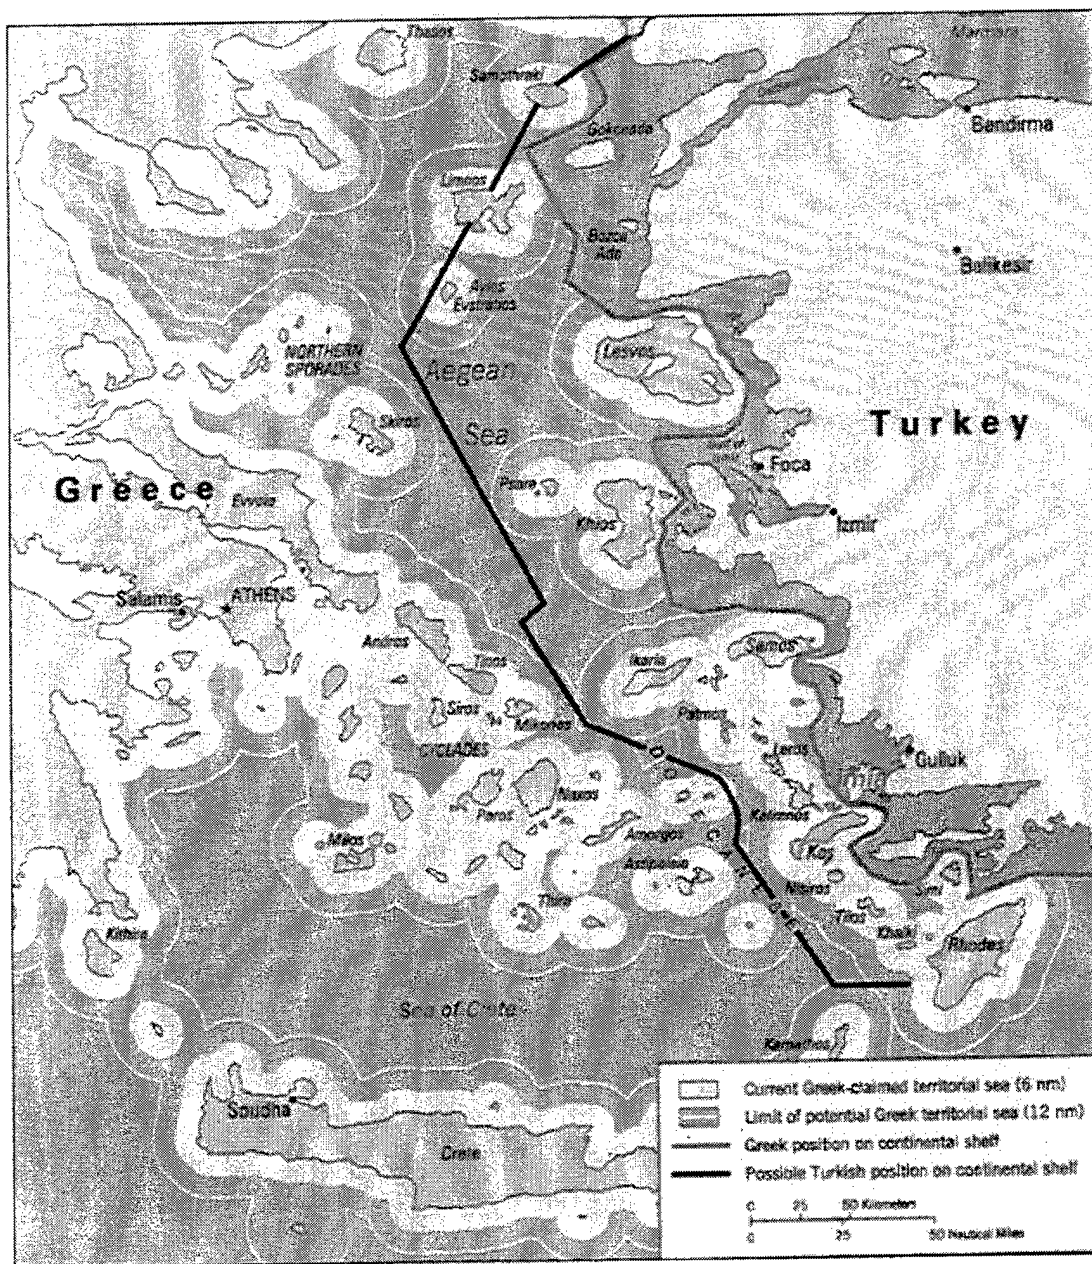 Thasos
Marmara
Samothraki
Gokceada
Bandirma
Limnos
Bozca
Ada
Balikesir
Ayios
Evstratios
NORTHERN
SPORADES
Aegean
Lesvos
Skiros
Sea
Turkey
Greece
Evvoia
Psara
Foca
Khios
Izmir
Salamis
ATHENS
Andros
Tinos
Ikaria
Samos
Siros
Mikonos
Patmos
CYCLADES
Leros
Gulluk
Naxos
Paros
Kalimnos
Amorgos
Milos
Kos
Astipalaia
DODECANESE
Nisiros
Simi
Thira
Tilos
Khalki
Kithira
Rhodes
Sea of Crete
Karpathos
Soudha
Crete
Current Greek-claimed territorial sea (6 nm)
Limit of potential Greek territorial sea (12 nm)
Greek position on continental shelf
Possible Turkish position on continental shelf
0 25 50 Kilometers
0 25 50 Nautical Miles